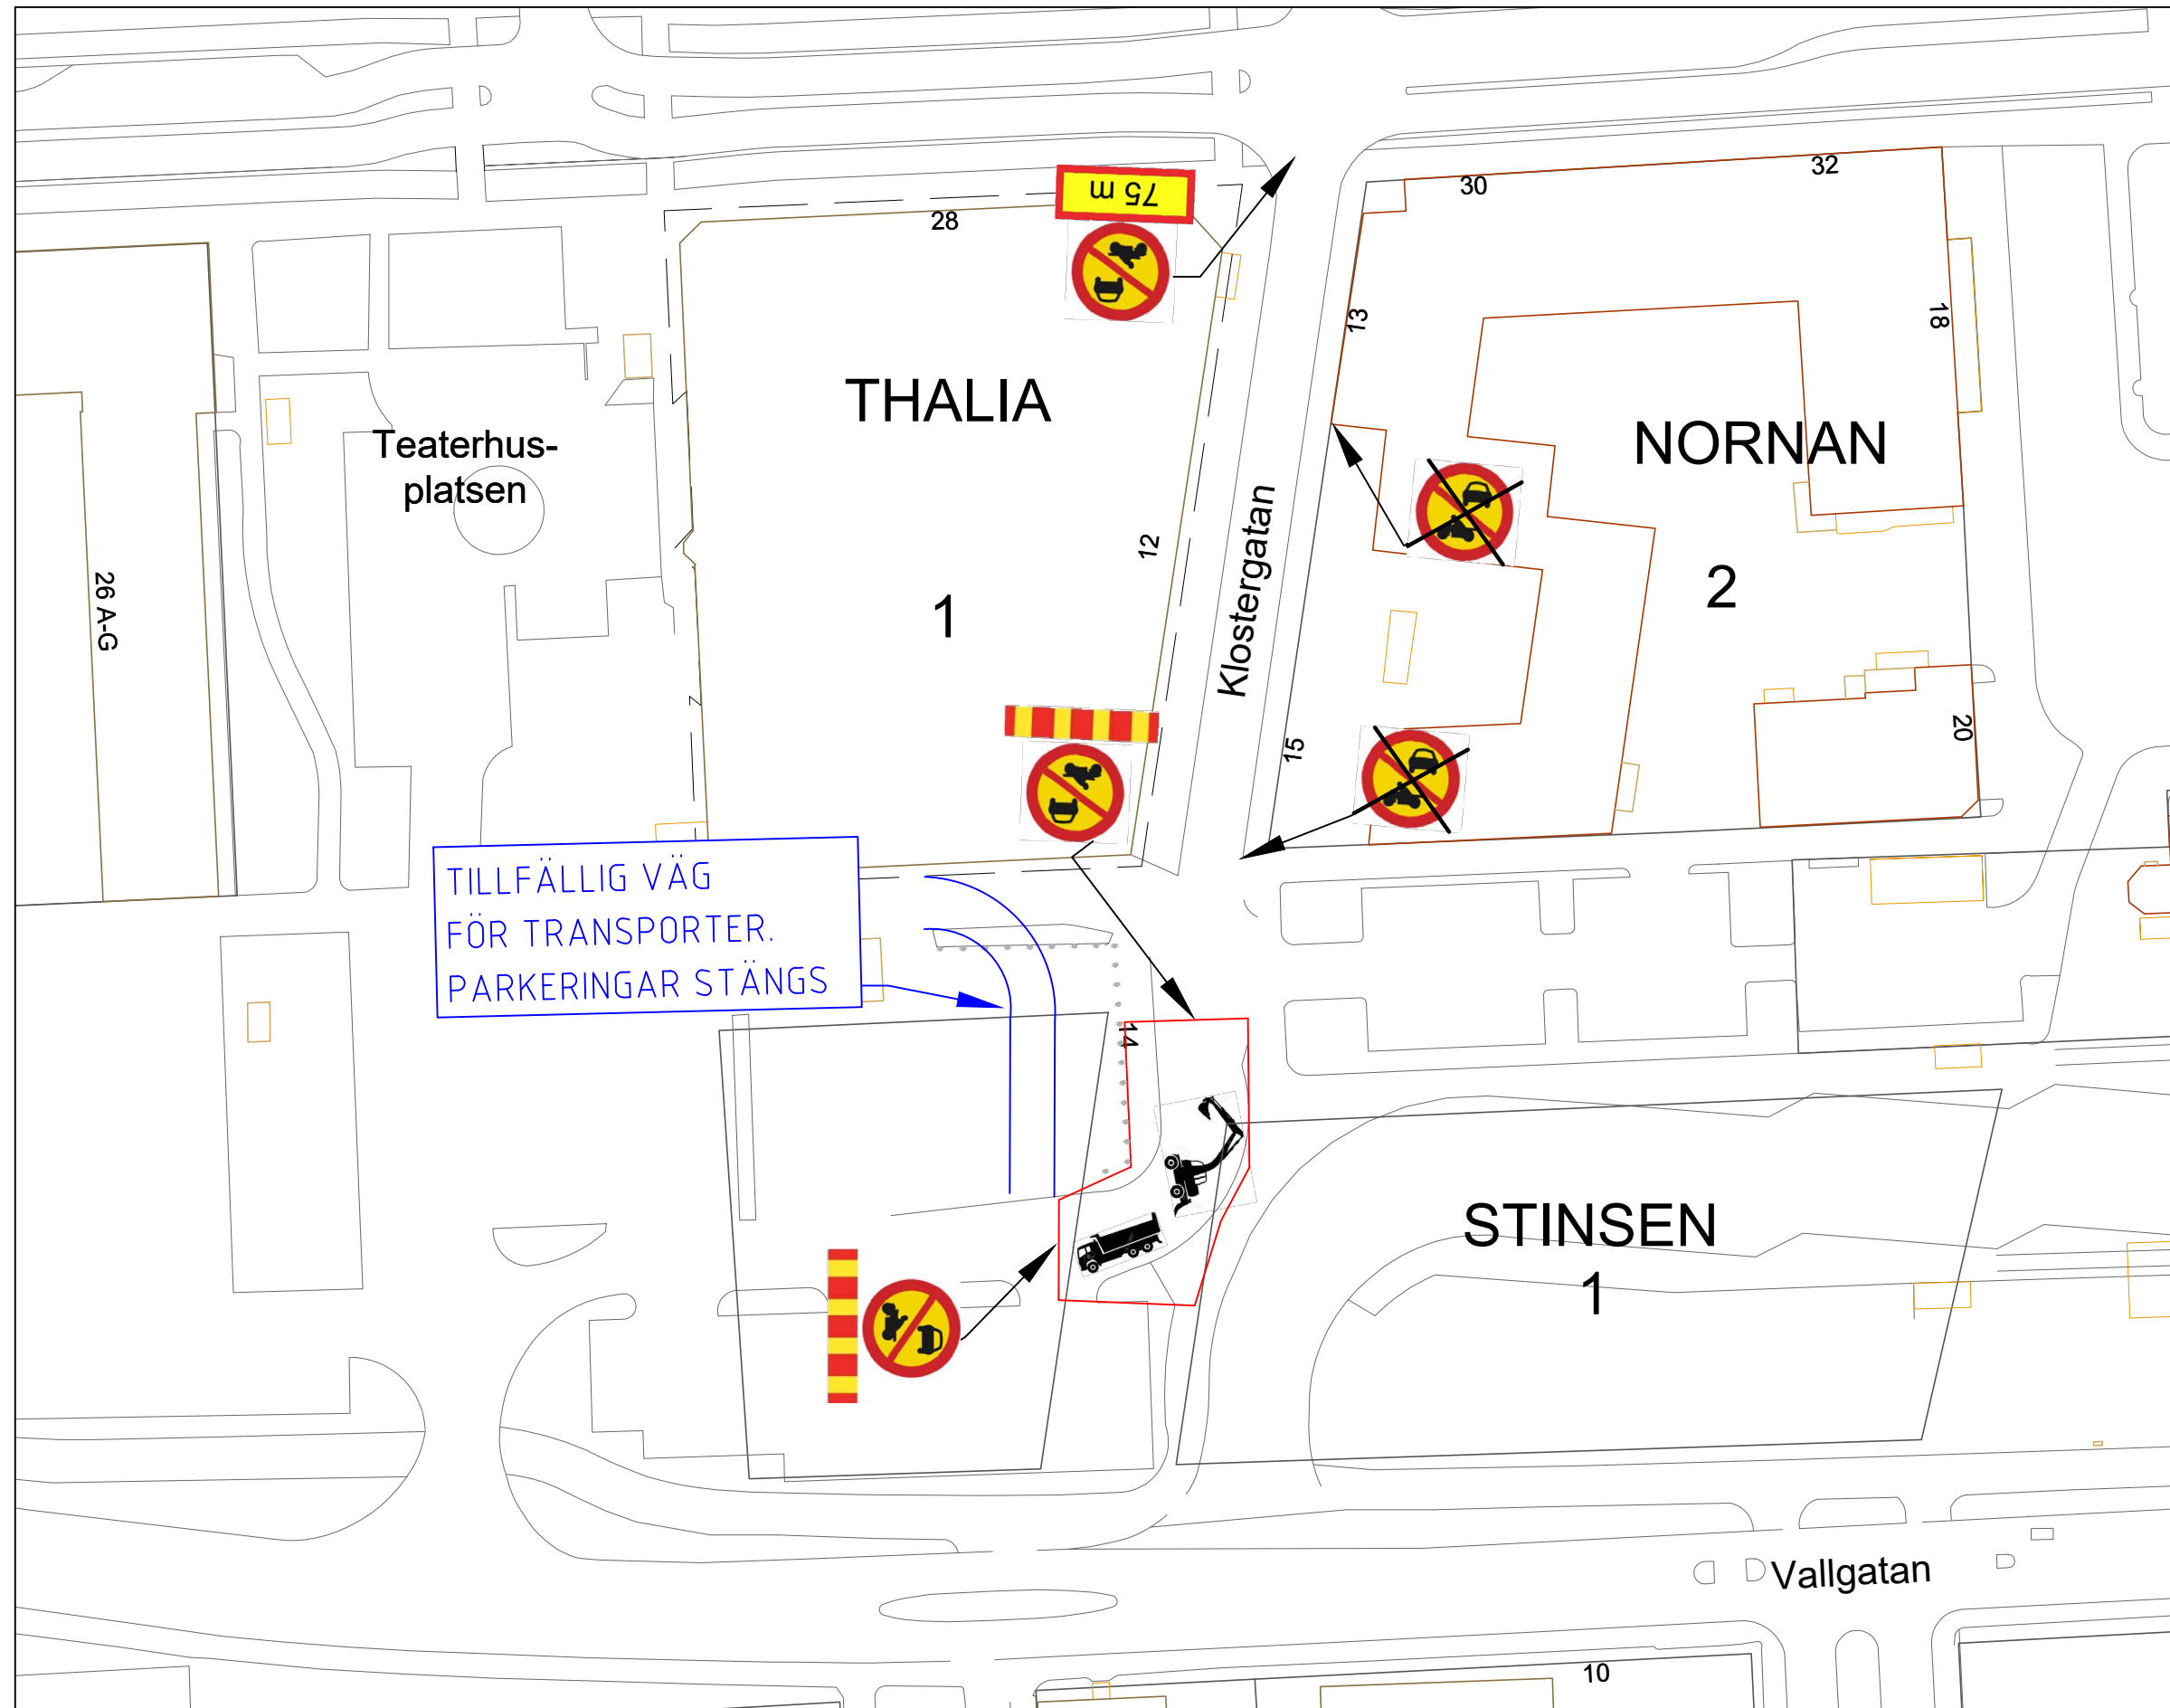 75 m
28
30
32
13
18
THALIA
Teaterhus-
platsen
NORNAN
Klostergatan
12
26 A-G
1
2
15
20
TILLFÄLLIG VÄG
FÖR TRANSPORTER.
PARKERINGAR STÄNGS
14
STINSEN
1
Vallgatan
10